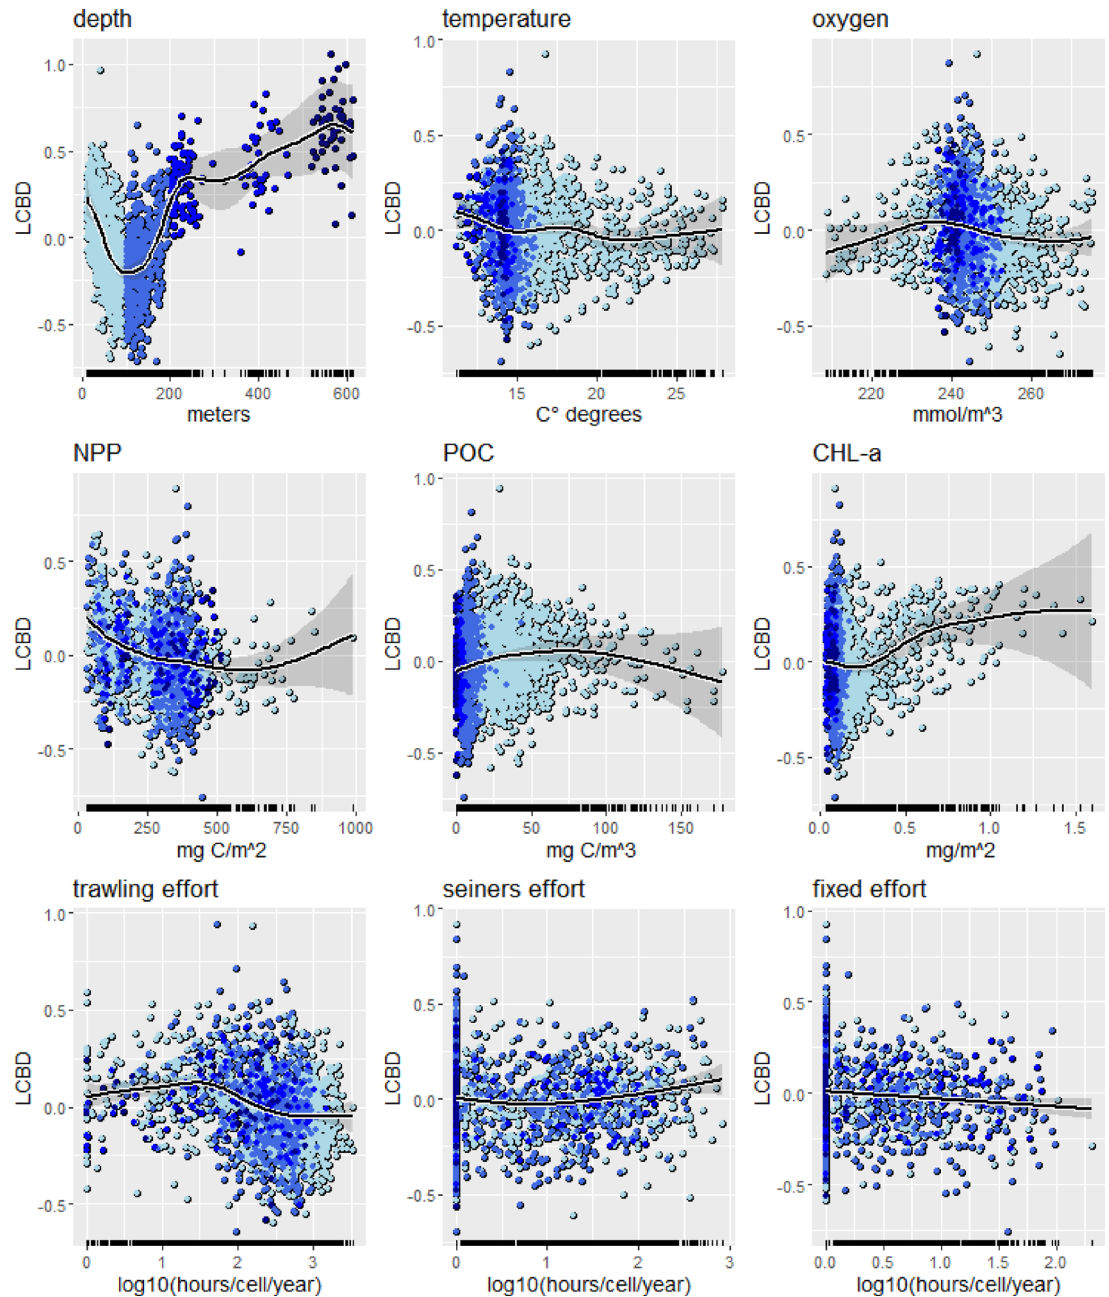 depth
temperature
oxygen
1.0
0.5
0.0
-0.5
LCBD
0
200
400
600
meters
1.0
0.5
0.0
-0.5
LCBD
15
20
25
C° degrees
0.5
0.0
-0.5
LCBD
220
240
260
mmol/m^3
NPP
POC
CHL-a
0.5
0.0
-0.5
LCBD
0
250
500
750
1000
mg C/m^2
1.0
0.5
0.0
-0.5
LCBD
0
50
100
150
mg C/m^3
0.5
0.0
-0.5
LCBD
0.0
0.5
1.0
1.5
mg/m^2
trawling effort
seiners effort
fixed effort
1.0
0.5
0.0
-0.5
LCBD
0
1
2
3
log10(hours/cell/year)
1.0
0.5
0.0
-0.5
LCBD
0
1
2
3
log10(hours/cell/year)
1.0
0.5
0.0
-0.5
LCBD
0.0
0.5
1.0
1.5
2.0
log10(hours/cell/year)